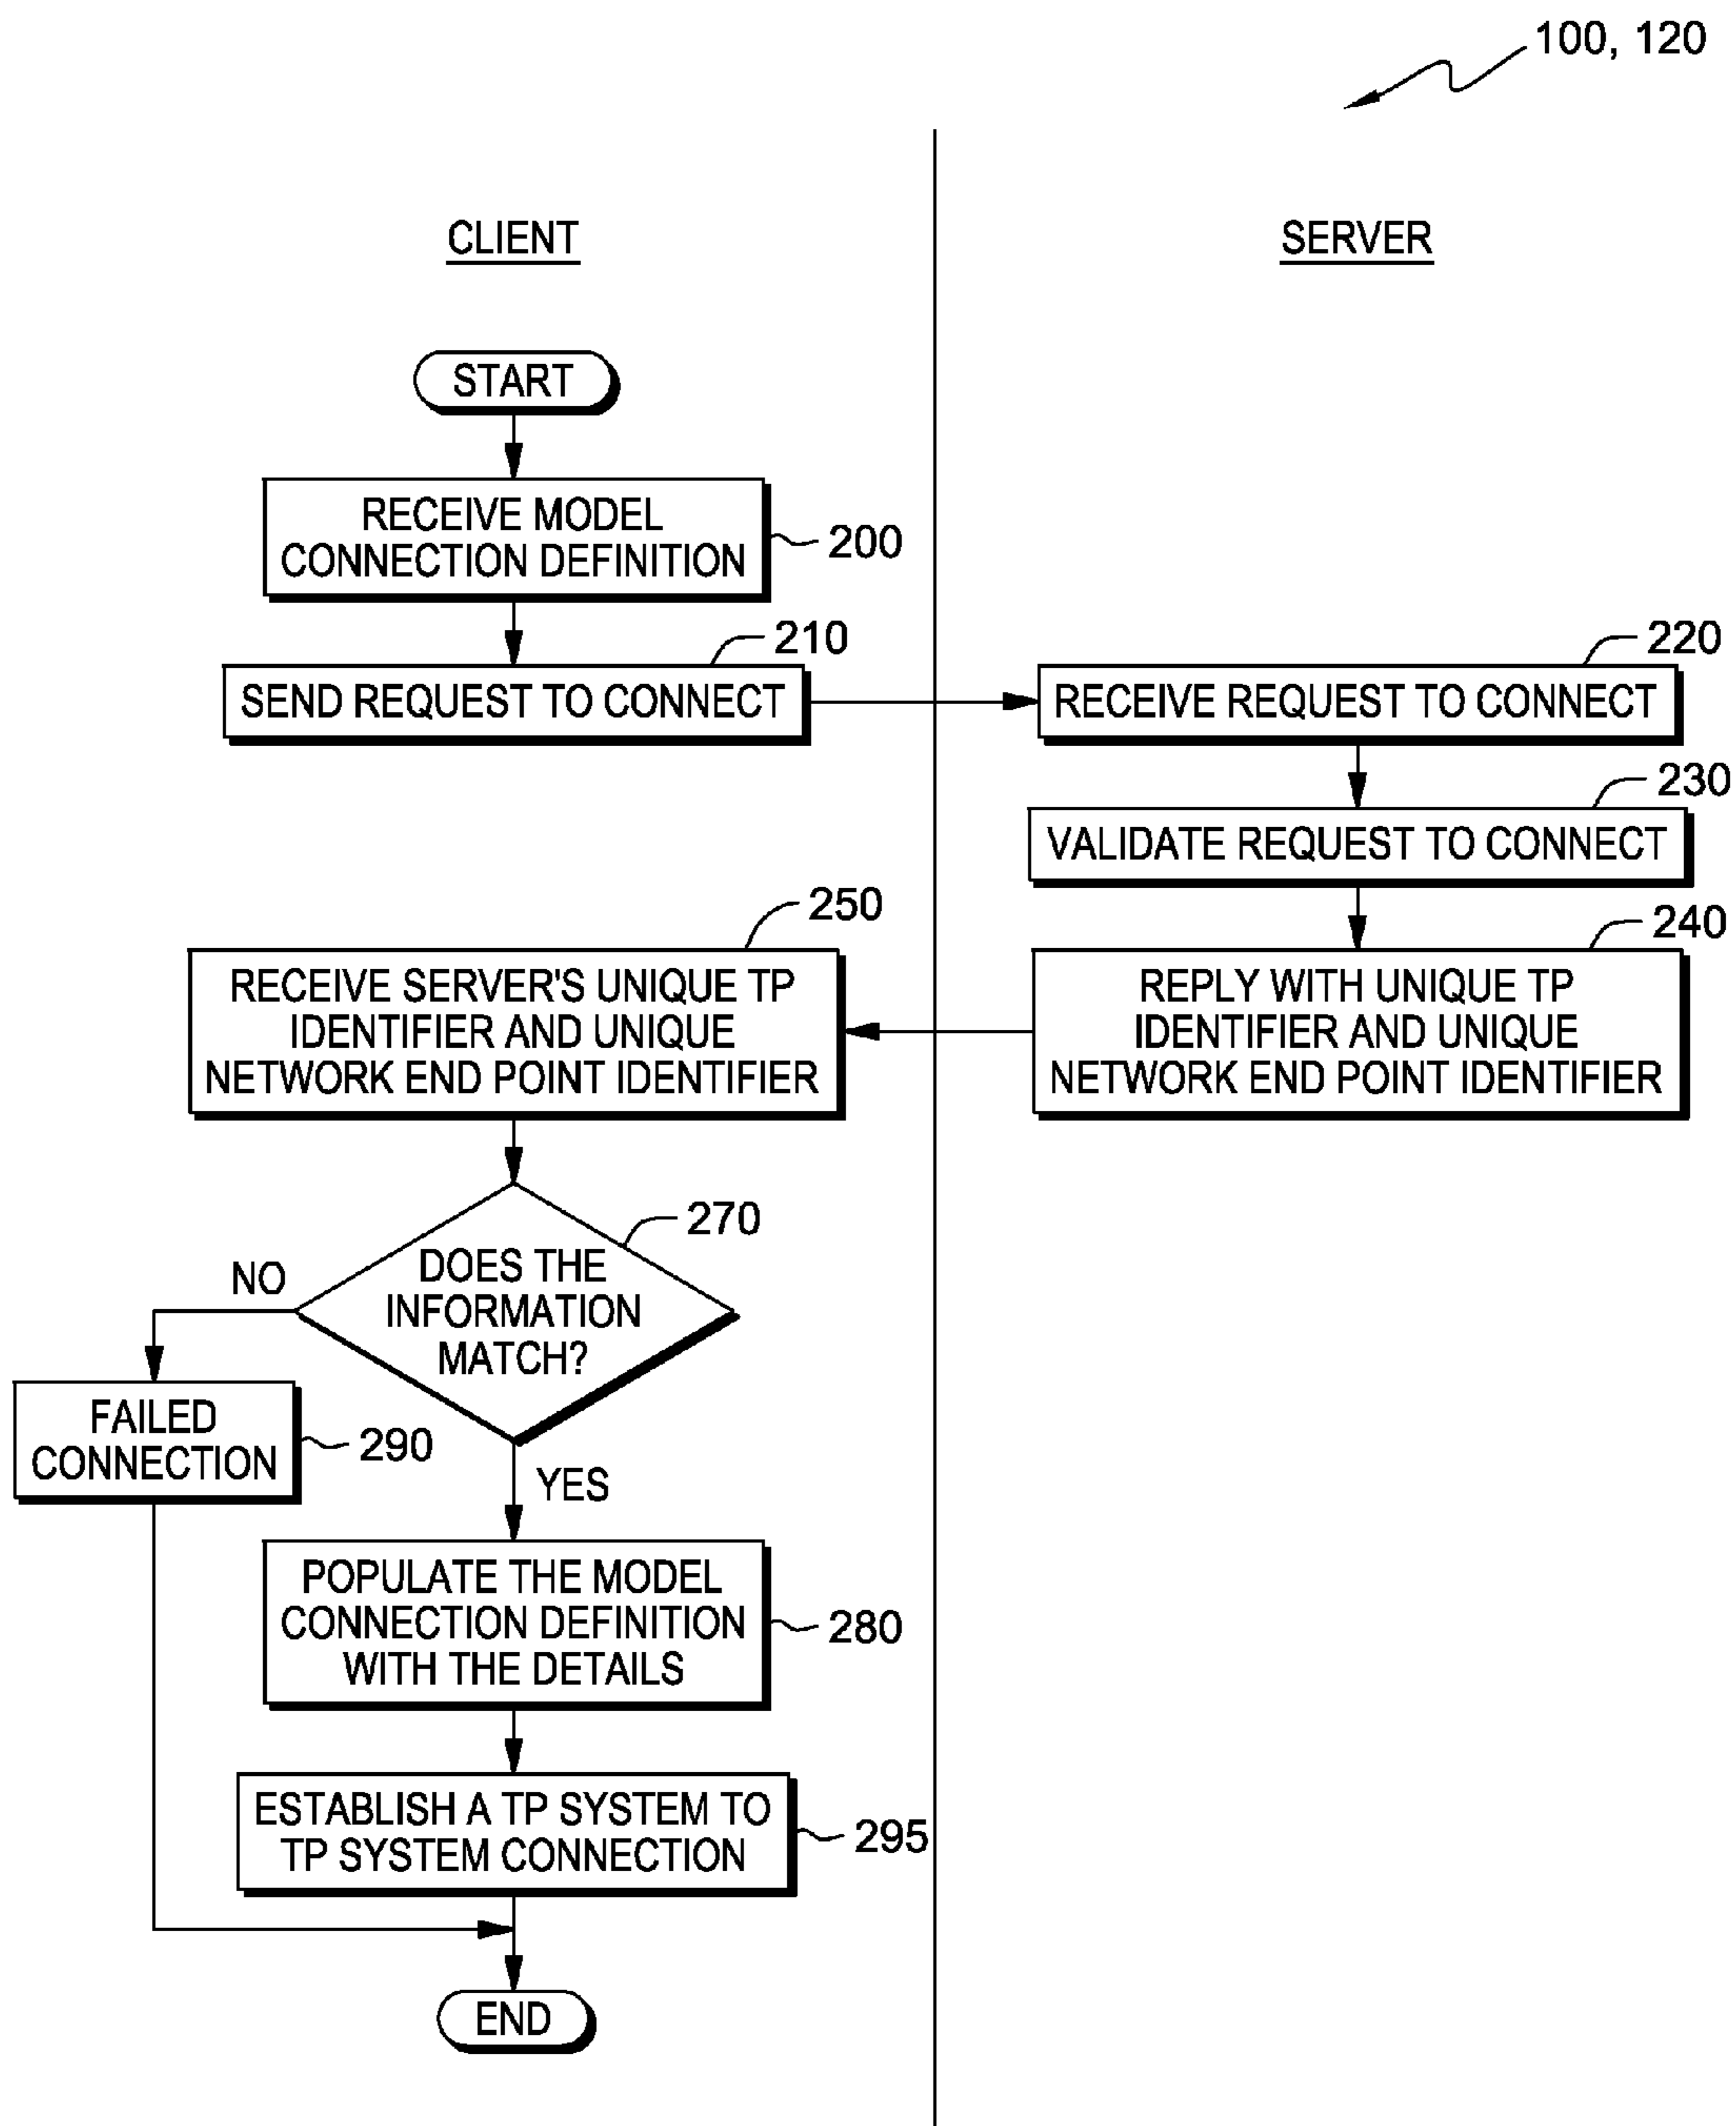 100, 120
CLIENT
SERVER
START
RECEIVE MODEL
CONNECTION DEFINITION
200
210
SEND REQUEST TO CONNECT
220
RECEIVE REQUEST TO CONNECT
230
VALIDATE REQUEST TO CONNECT
240
REPLY WITH UNIQUE TP
IDENTIFIER AND UNIQUE
NETWORK END POINT IDENTIFIER
250
RECEIVE SERVER'S UNIQUE TP
IDENTIFIER AND UNIQUE
NETWORK END POINT IDENTIFIER
270
DOES THE
INFORMATION
MATCH?
NO
FAILED
CONNECTION
290
YES
POPULATE THE MODEL
CONNECTION DEFINITION
WITH THE DETAILS
280
ESTABLISH A TP SYSTEM TO
TP SYSTEM CONNECTION
295
END